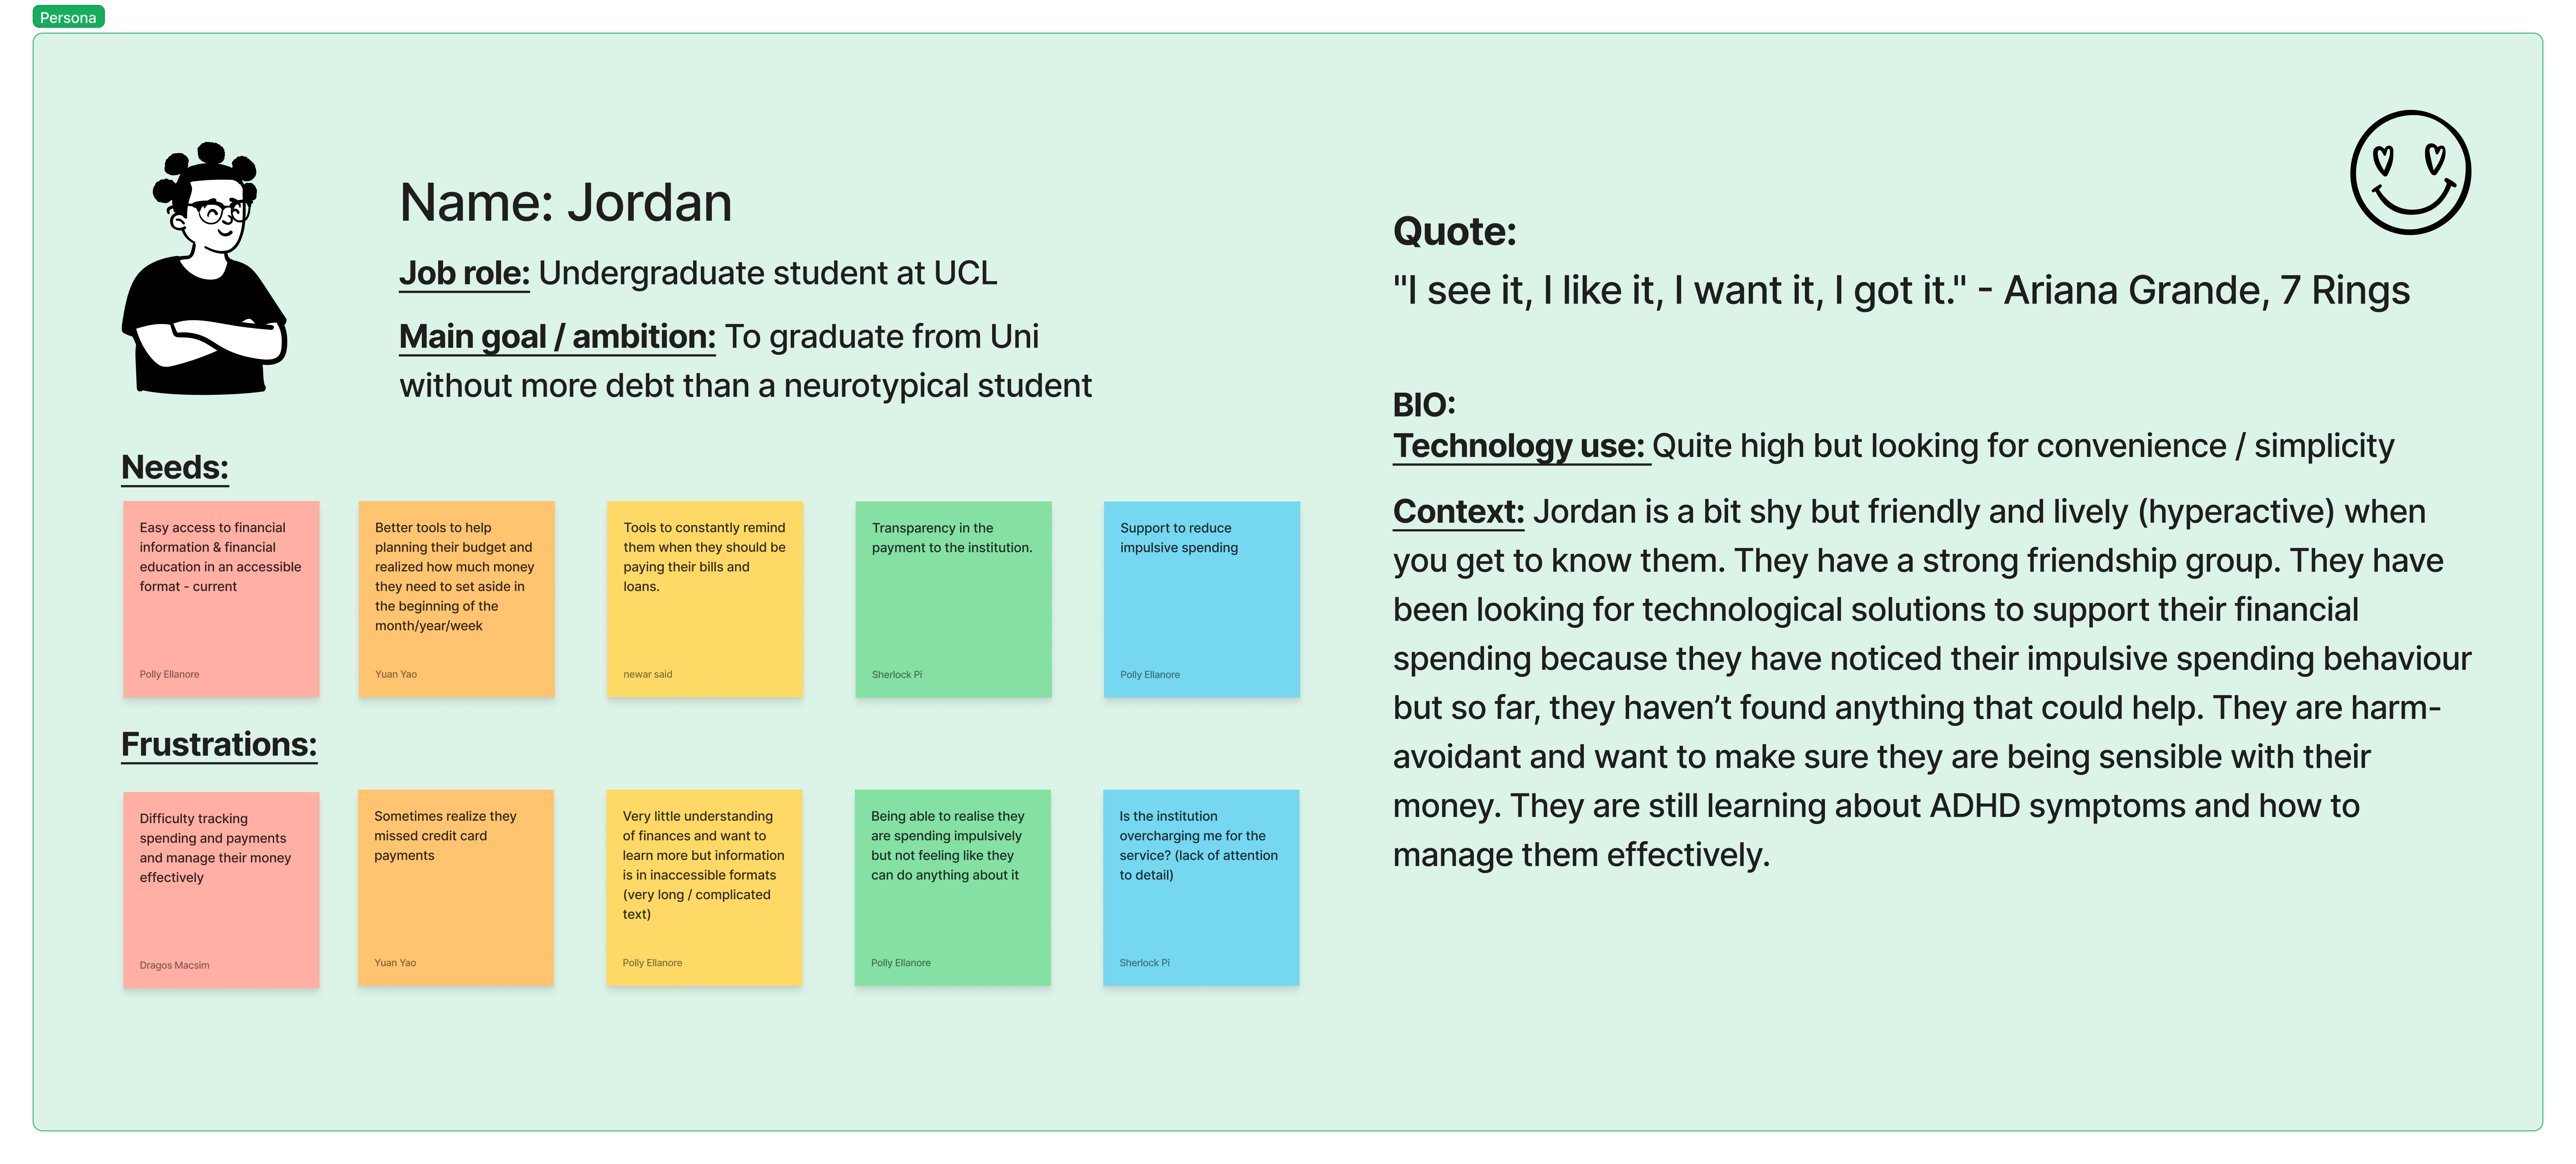 Persona
Name: Jordan
Job role: Undergraduate student at UCL
Main goal / ambition: To graduate from Uni
without more debt than a neurotypical student
Needs:
Easy access to financial
information & financial
education in an accessible
format - current
Polly Ellanore
Better tools to help
planning their budget and
realized how much money
they need to set aside in
the beginning of the
month/year/week
Yuan Yao
Tools to constantly remind
them when they should be
paying their bills and
loans.
newar said
Transparency in the
payment to the institution.
Sherlock Pi
Support to reduce
impulsive spending
Polly Ellanore
Frustrations:
Difficulty tracking
spending and payments
and manage their money
effectively
Dragos Macsim
Sometimes realize they
missed credit card
payments
Yuan Yao
Very little understanding
of finances and want to
learn more but information
is in inaccessible formats
(very long / complicated
text)
Polly Ellanore
Being able to realise they
are spending impulsively
but not feeling like they
can do anything about it
Polly Ellanore
Is the institution
overcharging me for the
service? (lack of attention
to detail)
Sherlock Pi
Quote:
"I see it, I like it, I want it, I got it." - Ariana Grande, 7 Rings
BIO:
Technology use: Quite high but looking for convenience / simplicity
Context: Jordan is a bit shy but friendly and lively (hyperactive) when
you get to know them. They have a strong friendship group. They have
been looking for technological solutions to support their financial
spending because they have noticed their impulsive spending behaviour
but so far, they haven’t found anything that could help. They are harm-
avoidant and want to make sure they are being sensible with their
money. They are still learning about ADHD symptoms and how to
manage them effectively.